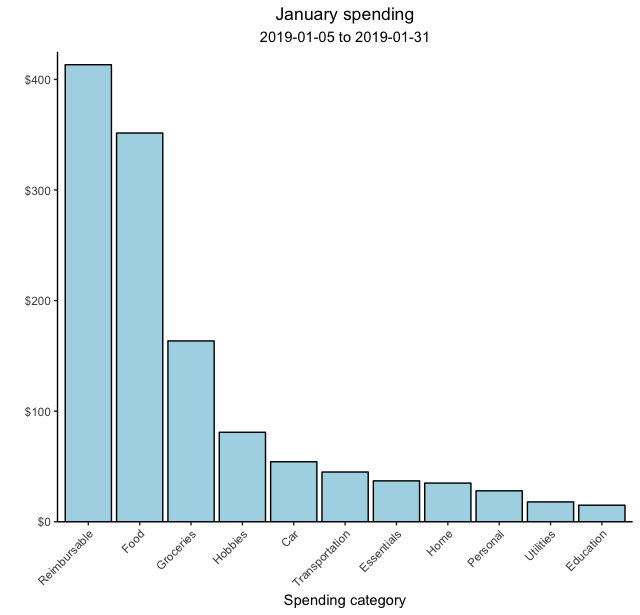 January spending
2019-01-05 to 2019-01-31
$400
$300
$200
$100
$0
Reimbursable
Food
Groceries
Hobbies
Car
Transportation
Essentials
Home
Personal
Utilities
Education
Spending category